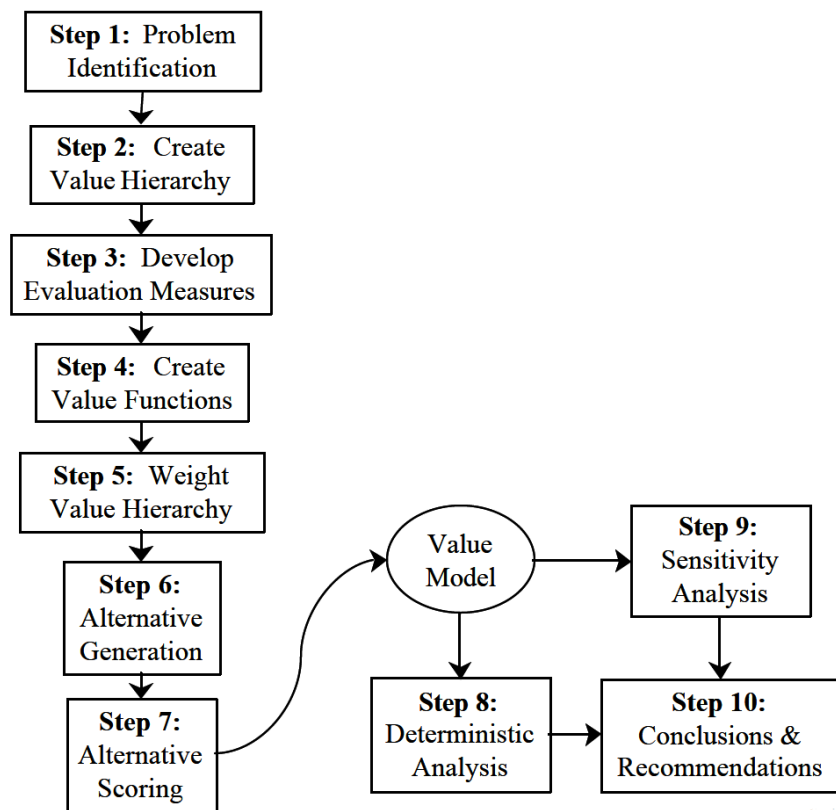 Step 1: Problem
Identification
Step 2: Create
Value Hierarchy
Step 3: Develop
Evaluation Measures
Step 4: Create
Value Functions
Step 5: Weight
Value Hierarchy
Step 6:
Alternative
Generation
Step 7:
Alternative
Scoring
Value
Model
Step 8:
Deterministic
Analysis
Step 9:
Sensitivity
Analysis
Step 10:
Conclusions &
Recommendations